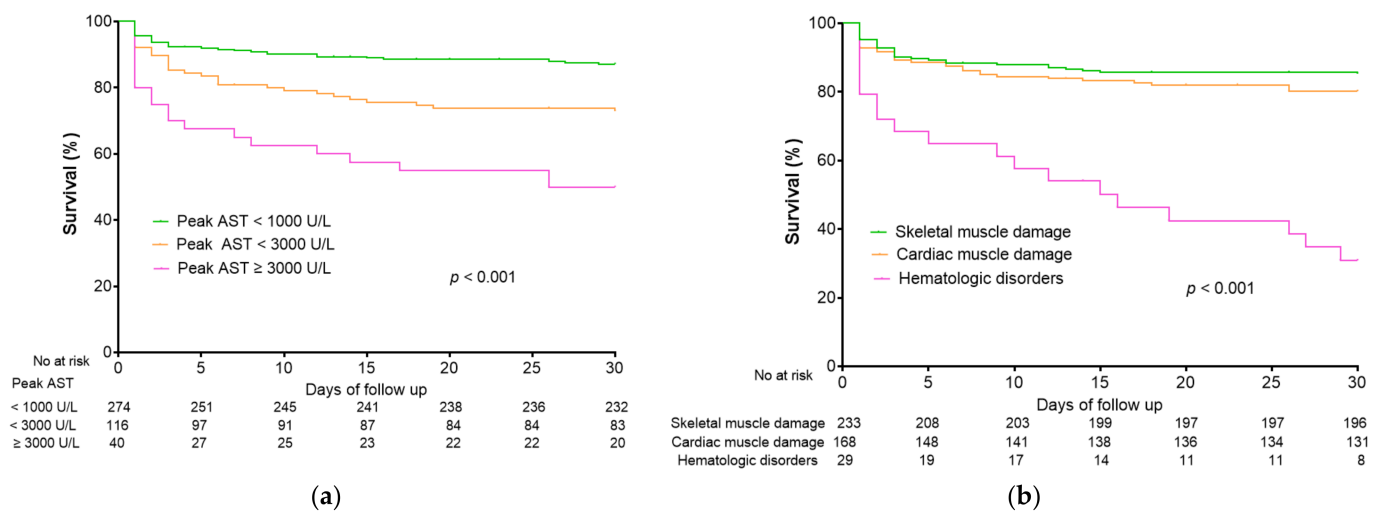 100
80
60
40
20
0
Survival (%)
Peak AST < 1000 U/L
Peak AST < 3000 U/L
Peak AST ≥ 3000 U/L
p < 0.001
0 5 10 15 20 25 30
Days of follow up
No at risk
Peak AST
< 1000 U/L 274 251 245 241 238 236 232
< 3000 U/L 116 97 91 87 84 84 83
≥ 3000 U/L 40 27 25 23 22 22 20
(a)
100
80
60
40
20
0
Survival (%)
Skeletal muscle damage
Cardiac muscle damage
Hematologic disorders
p < 0.001
0 5 10 15 20 25 30
No at risk
Days of follow up
Skeletal muscle damage 233 208 203 199 197 197 196
Cardiac muscle damage 168 148 141 138 136 134 131
Hematologic disorders 29 19 17 14 11 11 8
(b)